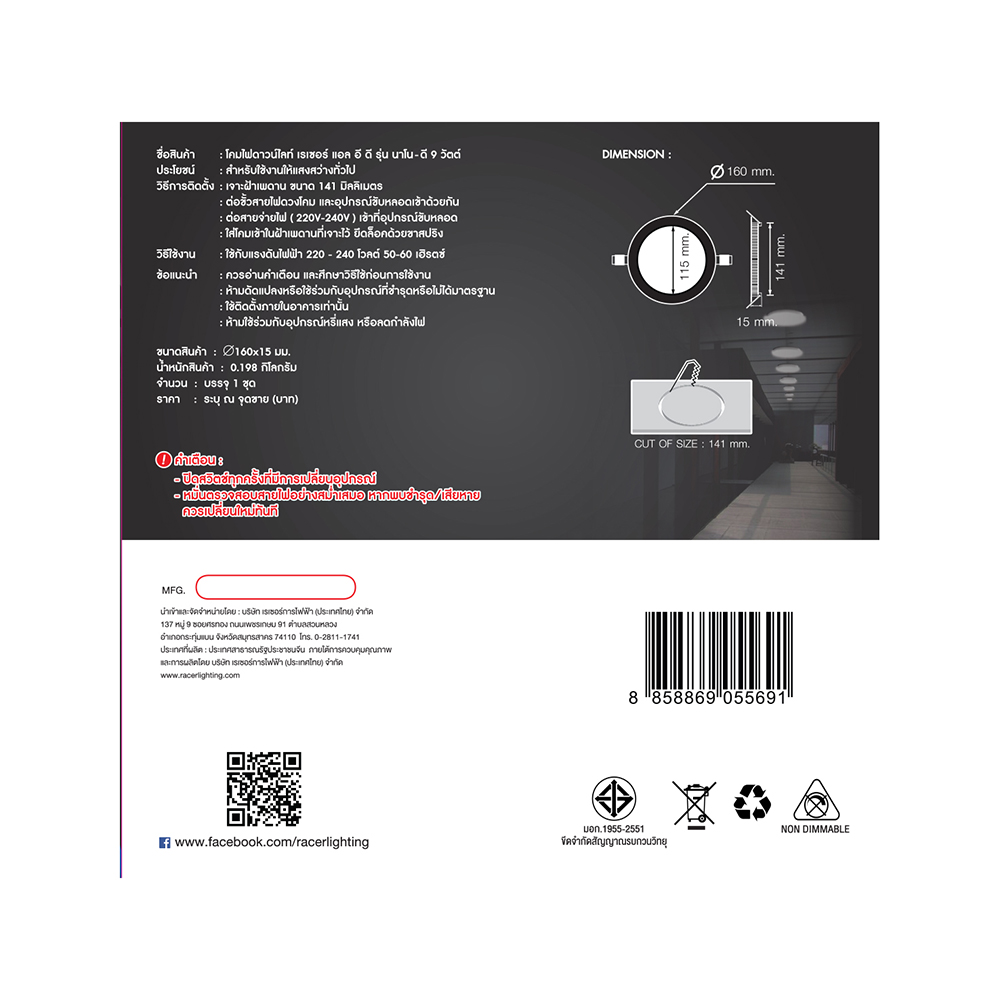 ชื่อสินค้า : โคมไฟดาวน์ไลท์ เรเซอร์ แอล อี ดี รุ่น นาโน-ดี 9 วัตต์
ประโยชน์ : สำหรับใช้งานให้แสงสว่างทั่วไป
วิธีการติดตั้ง : เจาะฝ้าเพดาน ขนาด 141 มิลลิเมตร
: ต่อขั้วสายไฟดวงโคม และอุปกรณ์ขับหลอดเข้าด้วยกัน
: ต่อสายจ่ายไฟ ( 220V-240V ) เข้าที่อุปกรณ์ขับหลอด
: ใส่โคมเข้าในฝ้าเพดานที่เจาะไว้ ยึดล็อคด้วยขาสปริง
วิธีใช้งาน : ใช้กับแรงดันไฟฟ้า 220 - 240 โวลต์ 50-60 เฮิรตซ์
ข้อแนะนำ : ควรอ่านคำเตือน และศึกษาวิธีใช้ก่อนการใช้งาน
: ห้ามดัดแปลงหรือใช้ร่วมกับอุปกรณ์ที่ชำรุดหรือไม่ได้มาตรฐาน
: ใช้ติดตั้งภายในอาคารเท่านั้น
: ห้ามใช้ร่วมกับอุปกรณ์หรี่แสง หรือลดกำลังไฟ
ขนาดสินค้า : Ø160x15 มม.
น้ำหนักสินค้า : 0.198 กิโลกรัม
จำนวน : บรรจุ 1 ชุด
ราคา : ระบุ ณ จุดขาย (บาท)
! คำเตือน :
- ปิดสวิตช์ทุกครั้งที่มีการเปลี่ยนอุปกรณ์
- หมั่นตรวจสอบสายไฟอย่างสม่ำเสมอ หากพบชำรุด/เสียหาย
ควรเปลี่ยนใหม่ทันที
DIMENSION :
Ø 160 mm.
115 mm.
141 mm.
15 mm.
CUT OF SIZE : 141 mm.
MFG.
นำเข้าและจัดจำหน่ายโดย : บริษัท เรเซอร์การไฟฟ้า (ประเทศไทย) จำกัด
137 หมู่ 9 ซอยศรทอง ถนนเพชรเกษม 91 ตำบลสวนหลวง
อำเภอกระทุ่มแบน จังหวัดสมุทรสาคร 74110 โทร. 0-2811-1741
ประเทศที่ผลิต : ประเทศสาธารณรัฐประชาชนจีน ภายใต้การควบคุมคุณภาพ
และการผลิตโดย บริษัท เรเซอร์การไฟฟ้า (ประเทศไทย) จำกัด
www.racerlighting.com
8 858869 055691
f www.facebook.com/racerlighting
มอก.1955-2551
ขีดจำกัดสัญญาณรบกวนวิทยุ
NON DIMMABLE